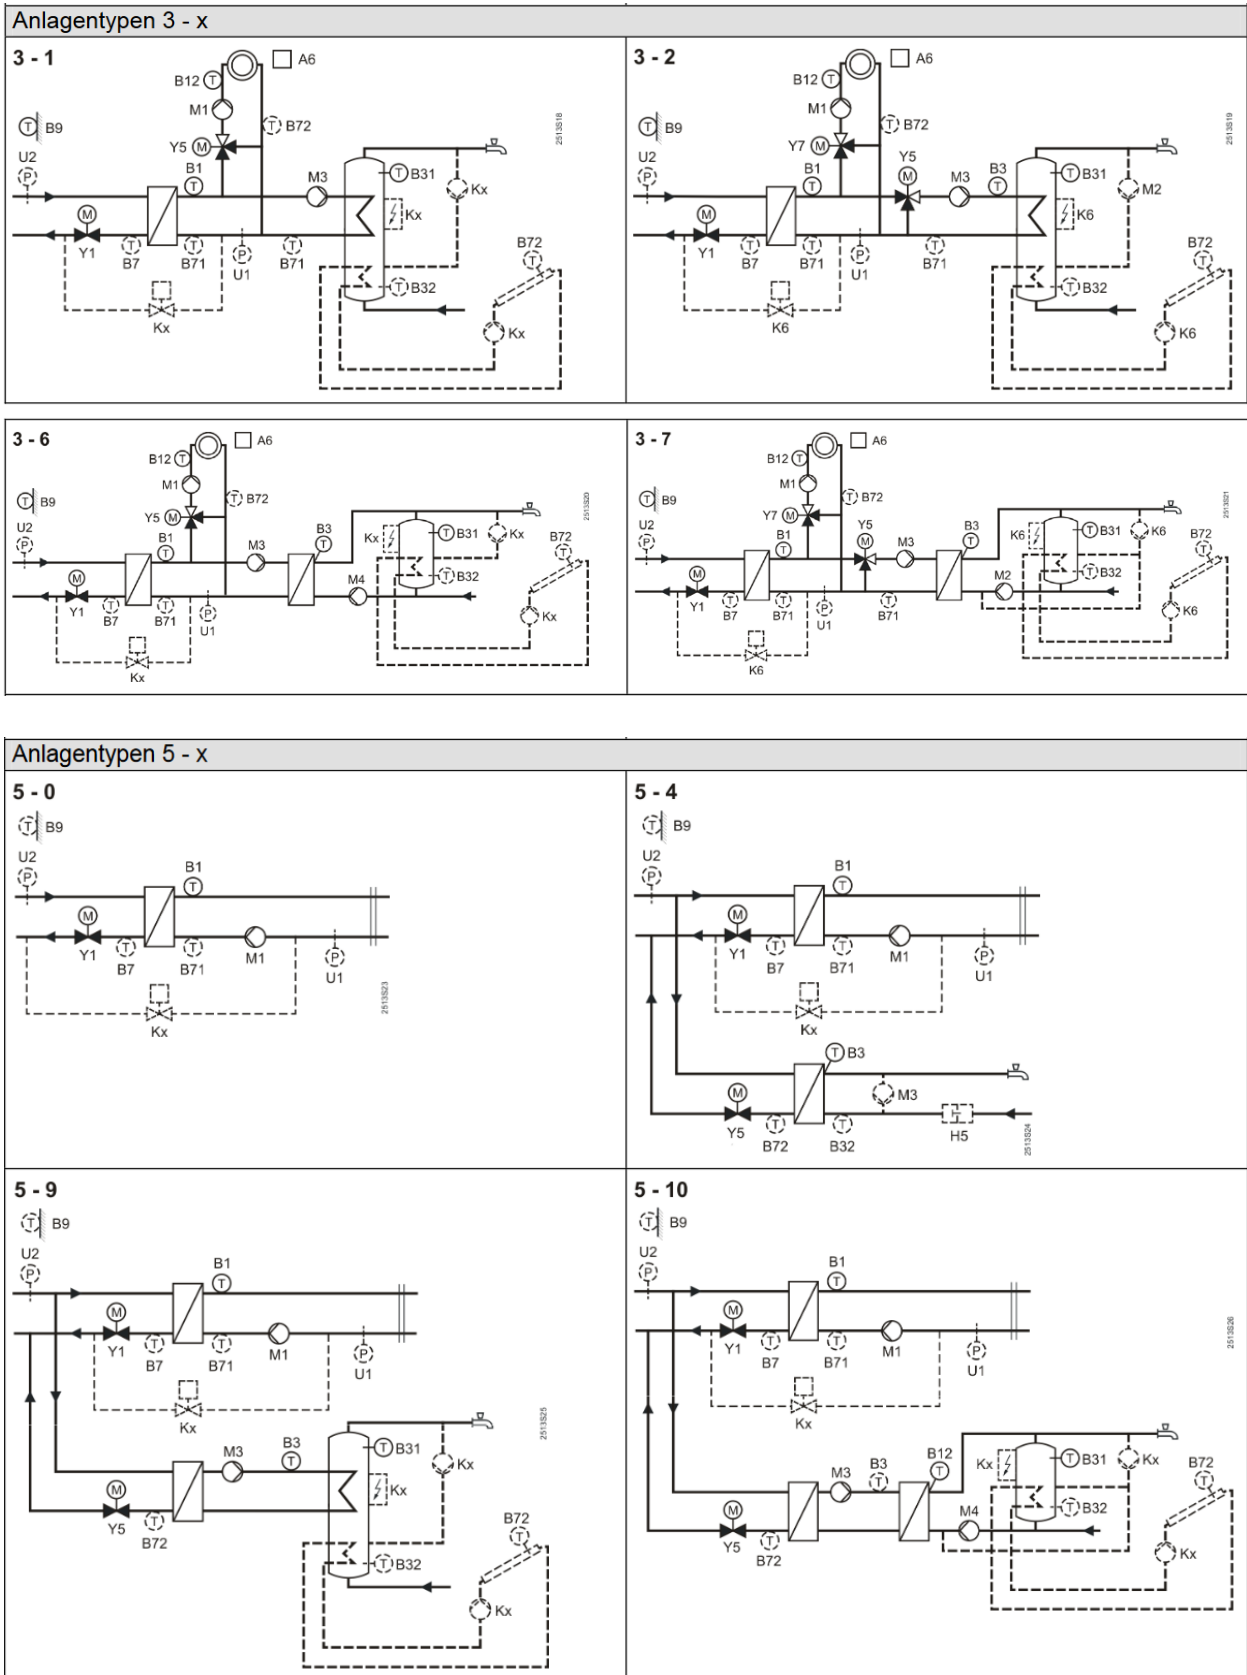 Anlagentypen 3 - x
3 - 1
A6
B12 T
M1
T B9
T B72
U2
P
Y5 M
B1
T
M3
T B31
Kx
Kx
M
Y1
T
B7
T
B71
P
U1
T
B71
T B32
B72
T
Kx
Kx
2513S18
3 - 2
A6
B12 T
M1
T B9
T B72
U2
P
Y7 M
Y5
M
B1
T
M3
B3
T
T B31
M2
K6
M
Y1
T
B7
T
B71
P
U1
T
B71
T B32
B72
T
K6
K6
2513S19
3 - 6
A6
B12 T
M1
T B9
T B72
U2
P
Y5 M
B1
T
M3
B3
T
Kx
T B31
Kx
B72
T
M
Y1
T
B7
T
B71
P
U1
M4
T B32
Kx
Kx
2513S20
3 - 7
A6
B12 T
M1
T B9
T B72
U2
P
Y7 M
Y5
M
B1
T
M3
B3
T
K6
T B31
K6
B72
T
M
Y1
T
B7
T
B71
P
U1
T
B71
M2
T B32
K6
K6
2513S21
Anlagentypen 5 - x
5 - 0
T B9
U2
P
B1
T
M
Y1
T
B7
T
B71
M1
P
U1
Kx
2513S23
5 - 4
T B9
U2
P
B1
T
M
Y1
T
B7
T
B71
M1
P
U1
Kx
T B3
M
Y5
T
B72
T
B32
M3
H5
2513S24
5 - 9
T B9
U2
P
B1
T
M
Y1
T
B7
T
B71
M1
P
U1
Kx
M3
B3
T
T B31
Kx
Kx
M
Y5
T
B72
T B32
B72
T
Kx
2513S25
5 - 10
T B9
U2
P
B1
T
M
Y1
T
B7
T
B71
M1
P
U1
Kx
M3
B3
T
B12
T
Kx
T B31
Kx
B72
T
M
Y5
T
B72
M4
T B32
Kx
2513S26